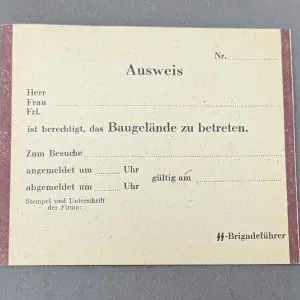 Nr.
Ausweis
Herr
Frau
Frl.
ist berechtigt, das Baugelände zu betreten.
Zum Besuche
angemeldet um Uhr
gültig am
abgemeldet um Uhr
Stempel und Unterschrift
der Firma:
ᛋᛋ-Brigadeführer